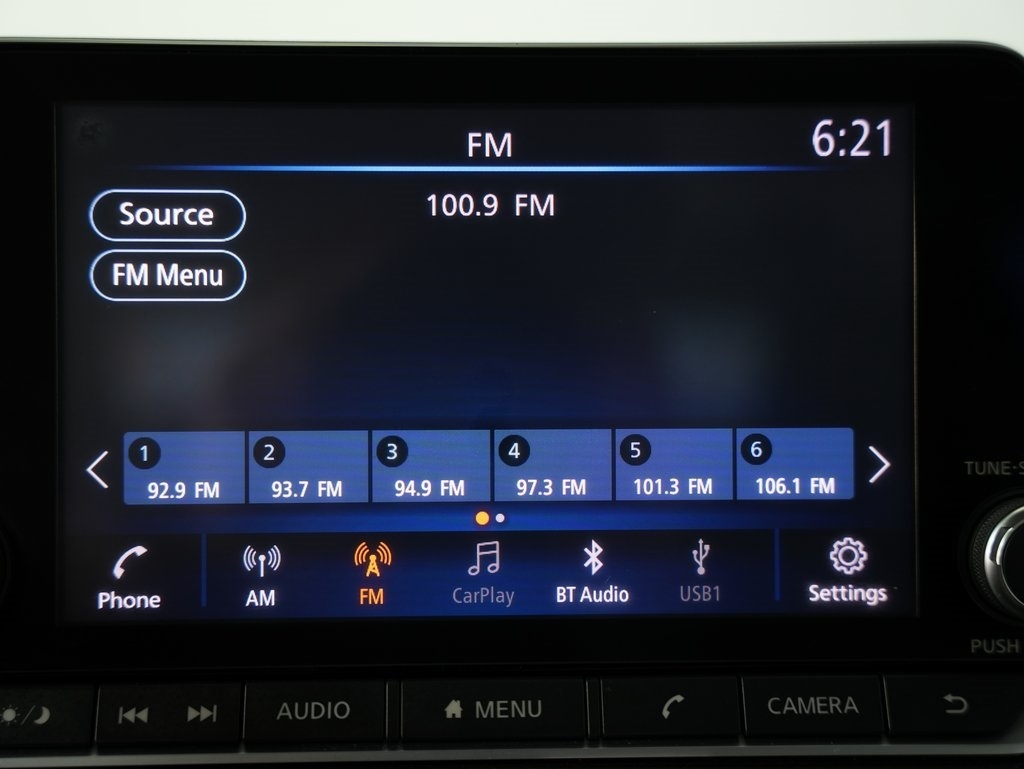 FM
6:21
Source
100.9 FM
FM Menu
1 2 3 4 5 6
92.9 FM 93.7 FM 94.9 FM 97.3 FM 101.3 FM 106.1 FM
Phone AM FM CarPlay BT Audio USB1 Settings
TUNE-S
PUSH
AUDIO MENU CAMERA